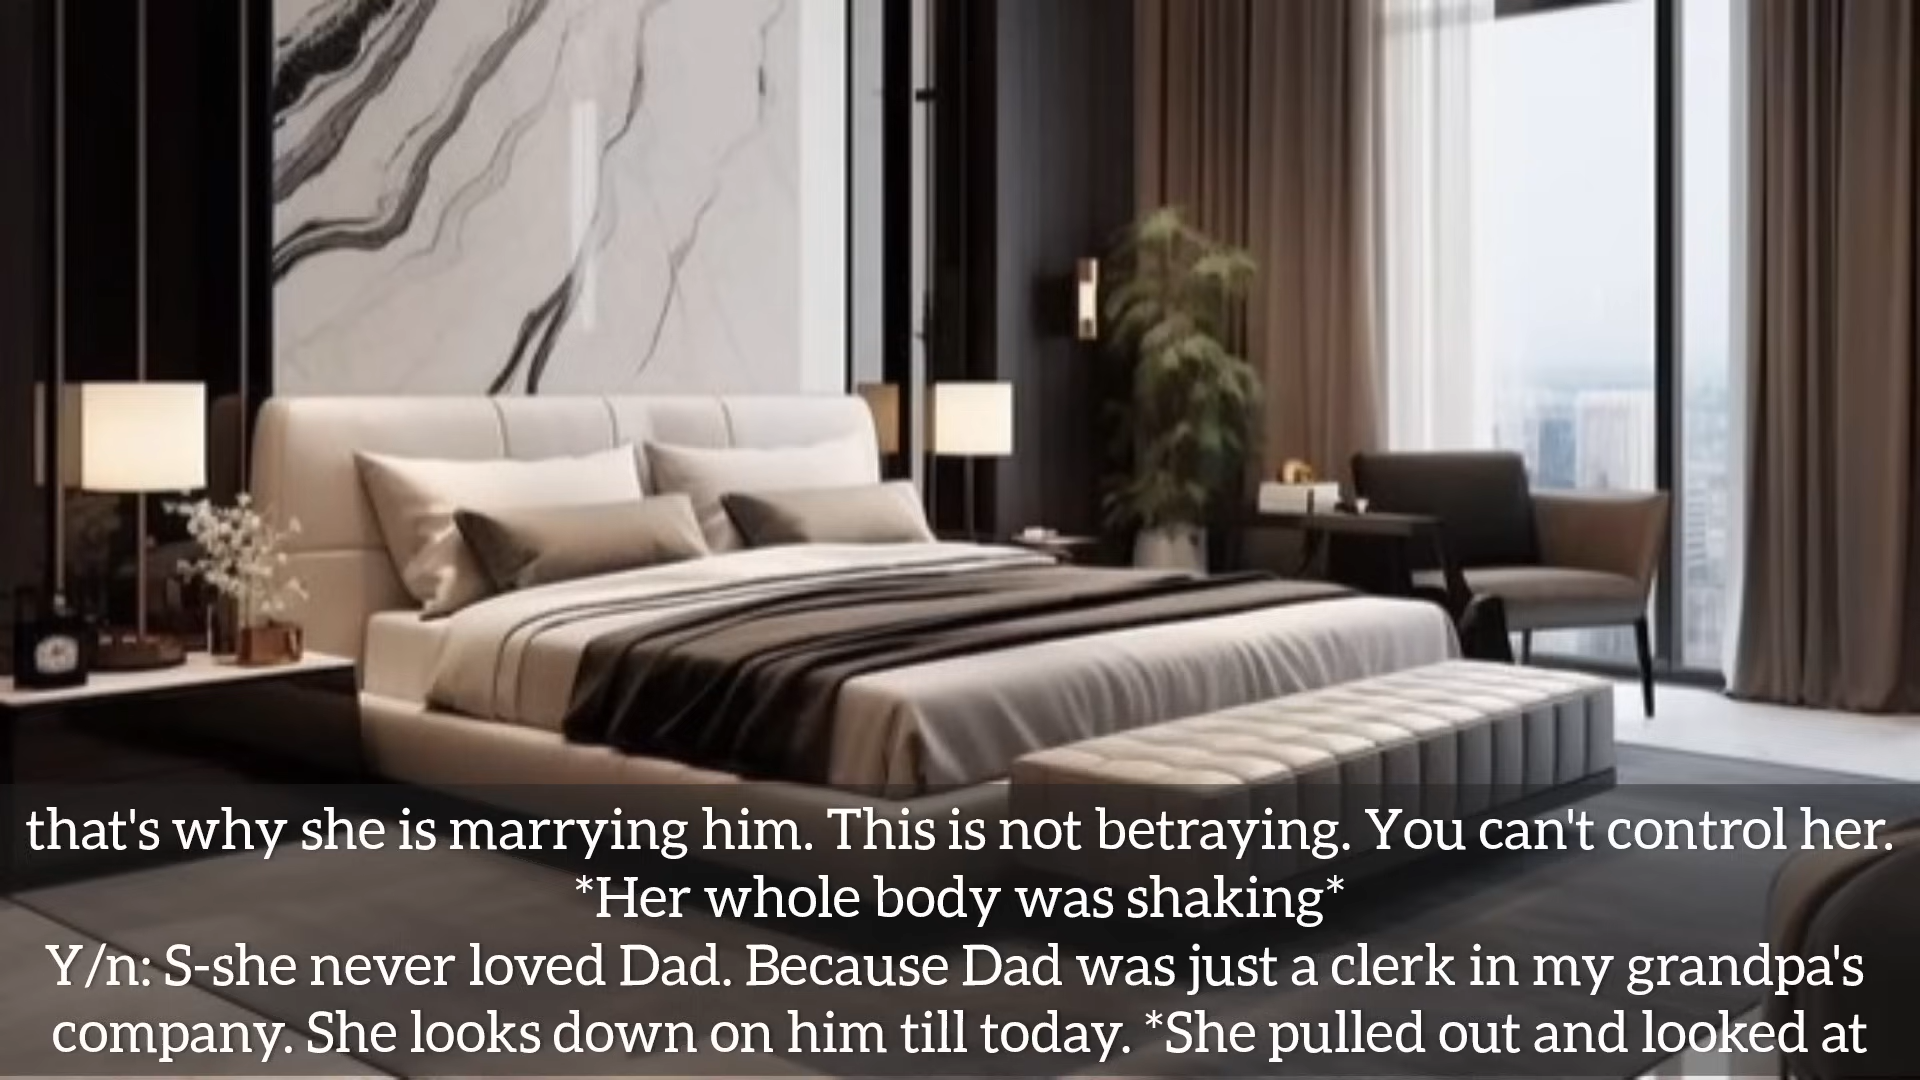 that's why she is marrying him. This is not betraying. You can't control her.
*Her whole body was shaking*
Y/n: S-she never loved Dad. Because Dad was just a clerk in my grandpa's
company. She looks down on him till today. *She pulled out and looked at